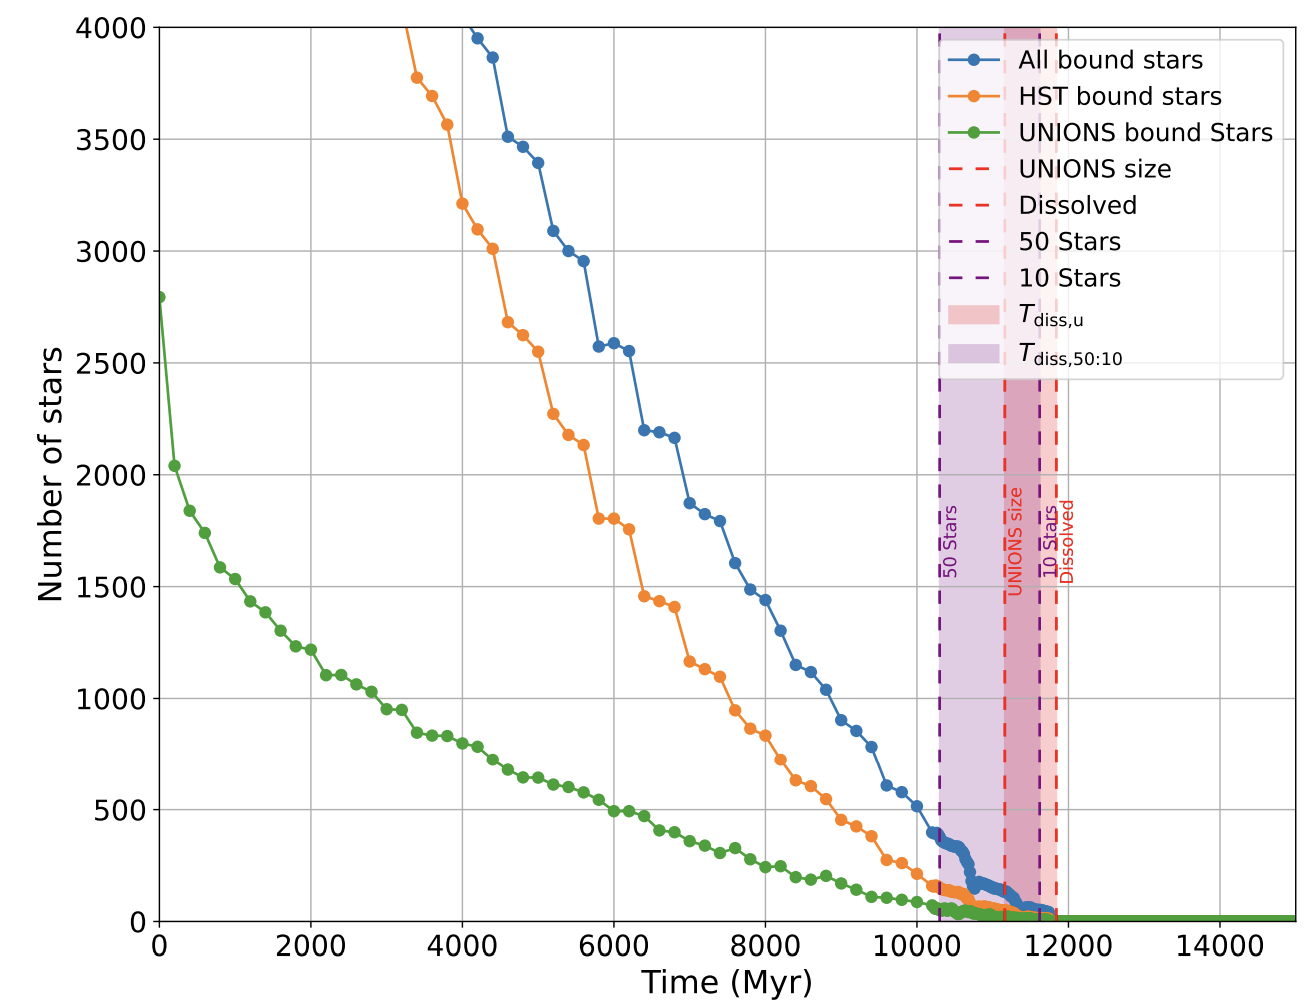 4000
3500
3000
2500
2000
1500
1000
500
0
Number of stars
0
2000
4000
6000
8000
10000
12000
14000
Time (Myr)
All bound stars
HST bound stars
UNIONS bound Stars
UNIONS size
Dissolved
50 Stars
10 Stars
T diss,u
T diss,50:10
50 Stars
UNIONS size
10 Stars
Dissolved